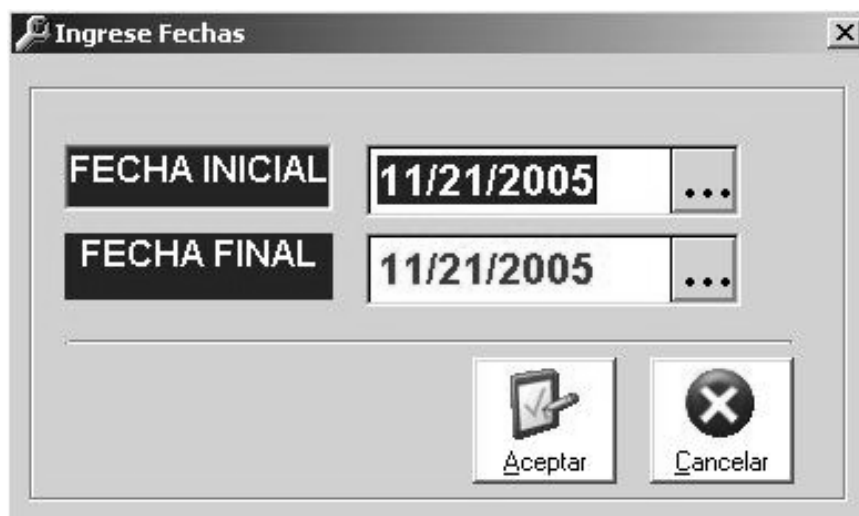 Ingrese Fechas
FECHA INICIAL 11/21/2005 ...
FECHA FINAL 11/21/2005 ...
Aceptar Cancelar